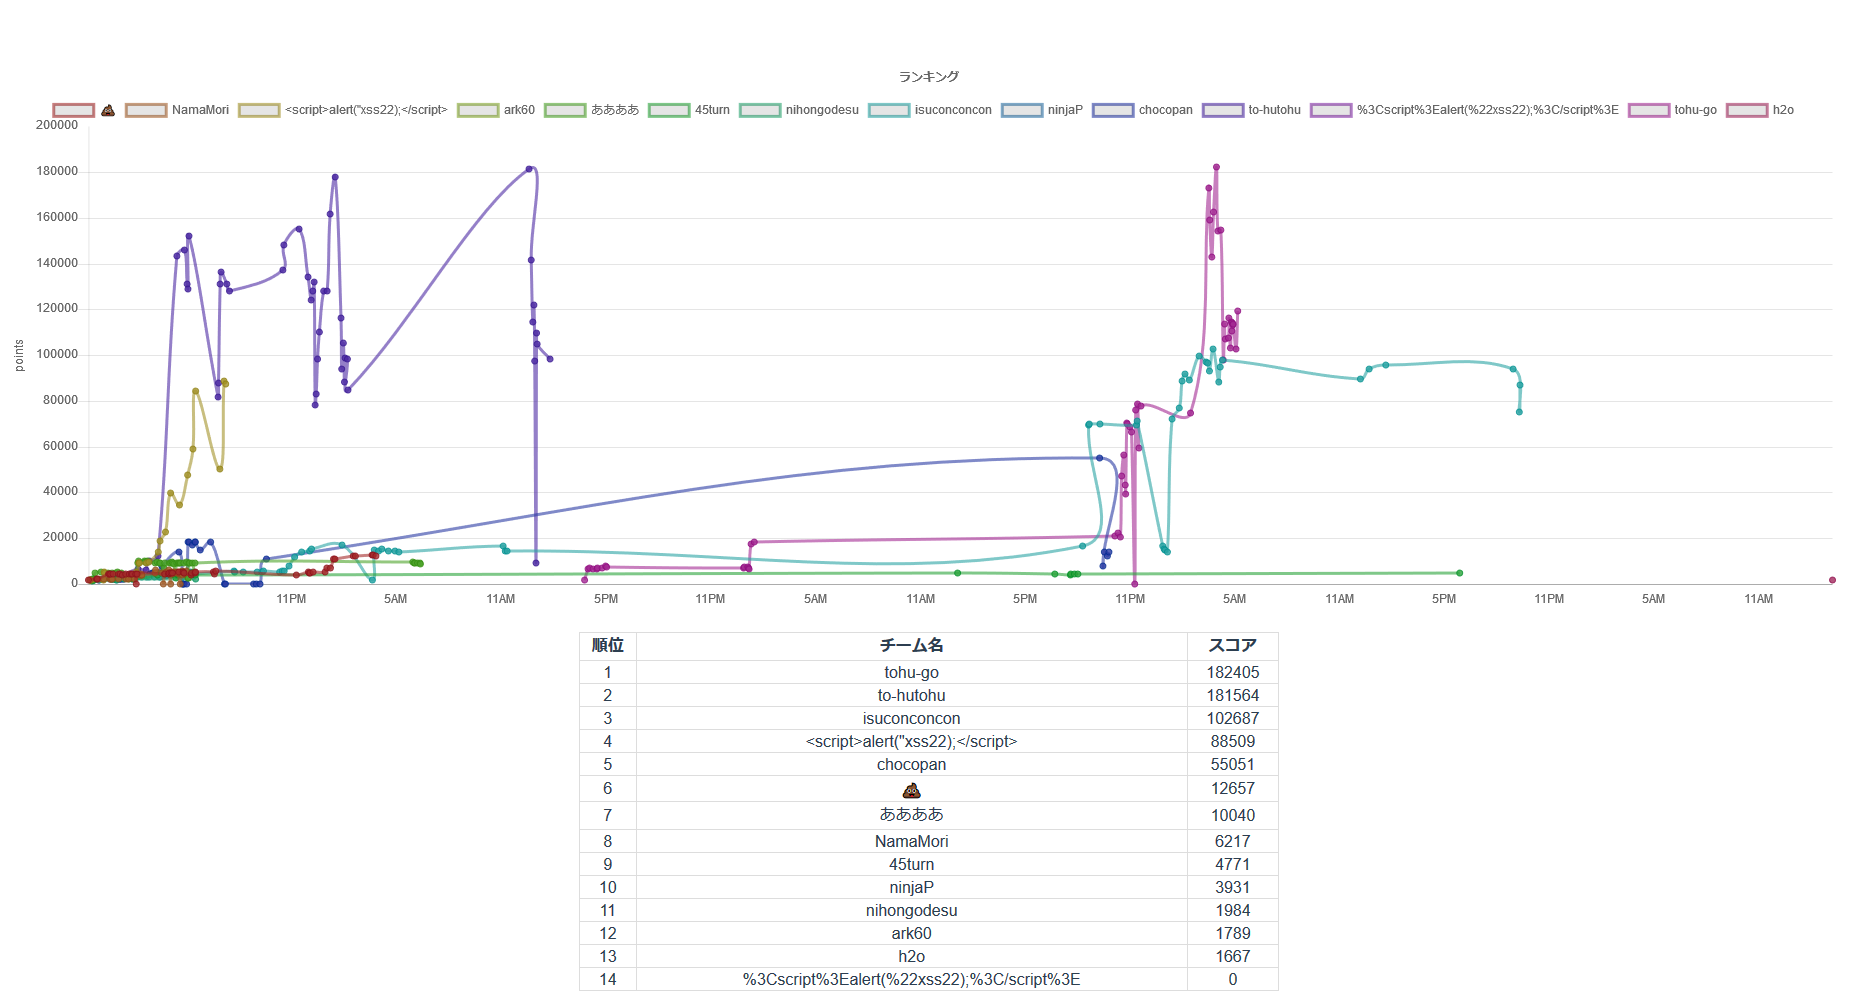 ランキング
💩 NamaMori <script>alert("xss22);</script> ark60 ああああ 45turn nihongodesu isuconconcon ninjaP chocopan to-hutohu %3Cscript%3Ealert(%22xss22);%3C/script%3E tohu-go h2o
200000
180000
160000
140000
120000
100000
80000
60000
40000
20000
0
points
5PM 11PM 5AM 11AM 5PM 11PM 5AM 11AM 5PM 11PM 5AM 11AM 5PM 11PM 5AM 11AM
順位 チーム名 スコア
1 tohu-go 182405
2 to-hutohu 181564
3 isuconconcon 102687
4 <script>alert("xss22);</script> 88509
5 chocopan 55051
6 💩 12657
7 ああああ 10040
8 NamaMori 6217
9 45turn 4771
10 ninjaP 3931
11 nihongodesu 1984
12 ark60 1789
13 h2o 1667
14 %3Cscript%3Ealert(%22xss22);%3C/script%3E 0